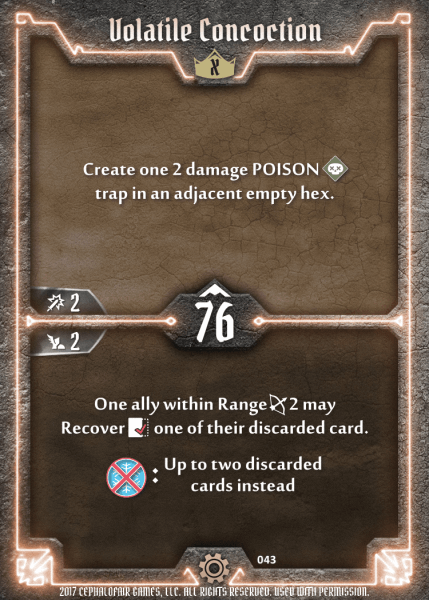 Volatile Concoction
X
Create one 2 damage POISON
trap in an adjacent empty hex.
2
76
2
One ally within Range 2 may
Recover one of their discarded card.
: Up to two discarded
cards instead
043
2017 CEPHALOFAIR GAMES, LLC. ALL RIGHTS RESERVED. USED WITH PERMISSION.